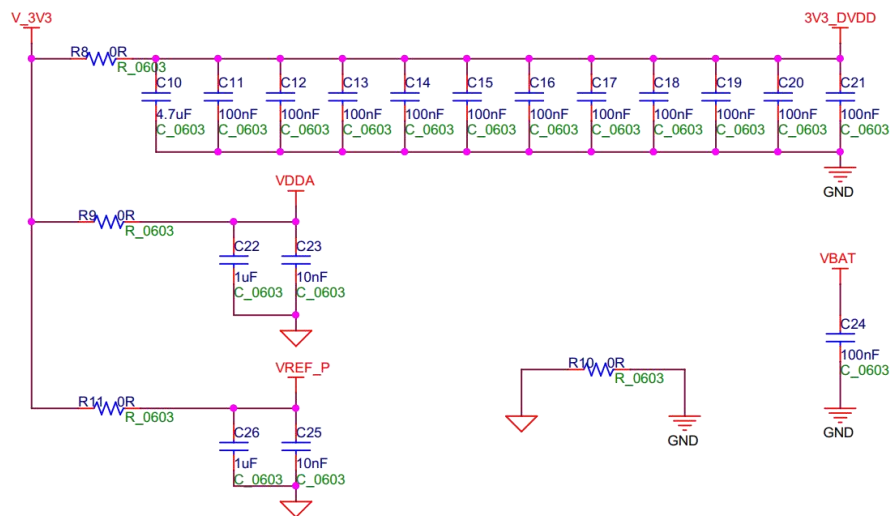 V_3V3
3V3_DVDD
R8 0R
R_0603
C10 C11 C12 C13 C14 C15 C16 C17 C18 C19 C20 C21
4.7uF 100nF 100nF 100nF 100nF 100nF 100nF 100nF 100nF 100nF 100nF 100nF
C_0603 C_0603 C_0603 C_0603 C_0603 C_0603 C_0603 C_0603 C_0603 C_0603 C_0603 C_0603
GND
VDDA
R9 0R
R_0603
C22 C23
1uF 10nF
C_0603 C_0603
VBAT
C24
100nF
C_0603
GND
VREF_P
R11 0R
R_0603
C26 C25
1uF 10nF
C_0603 C_0603
R10 0R
R_0603
GND